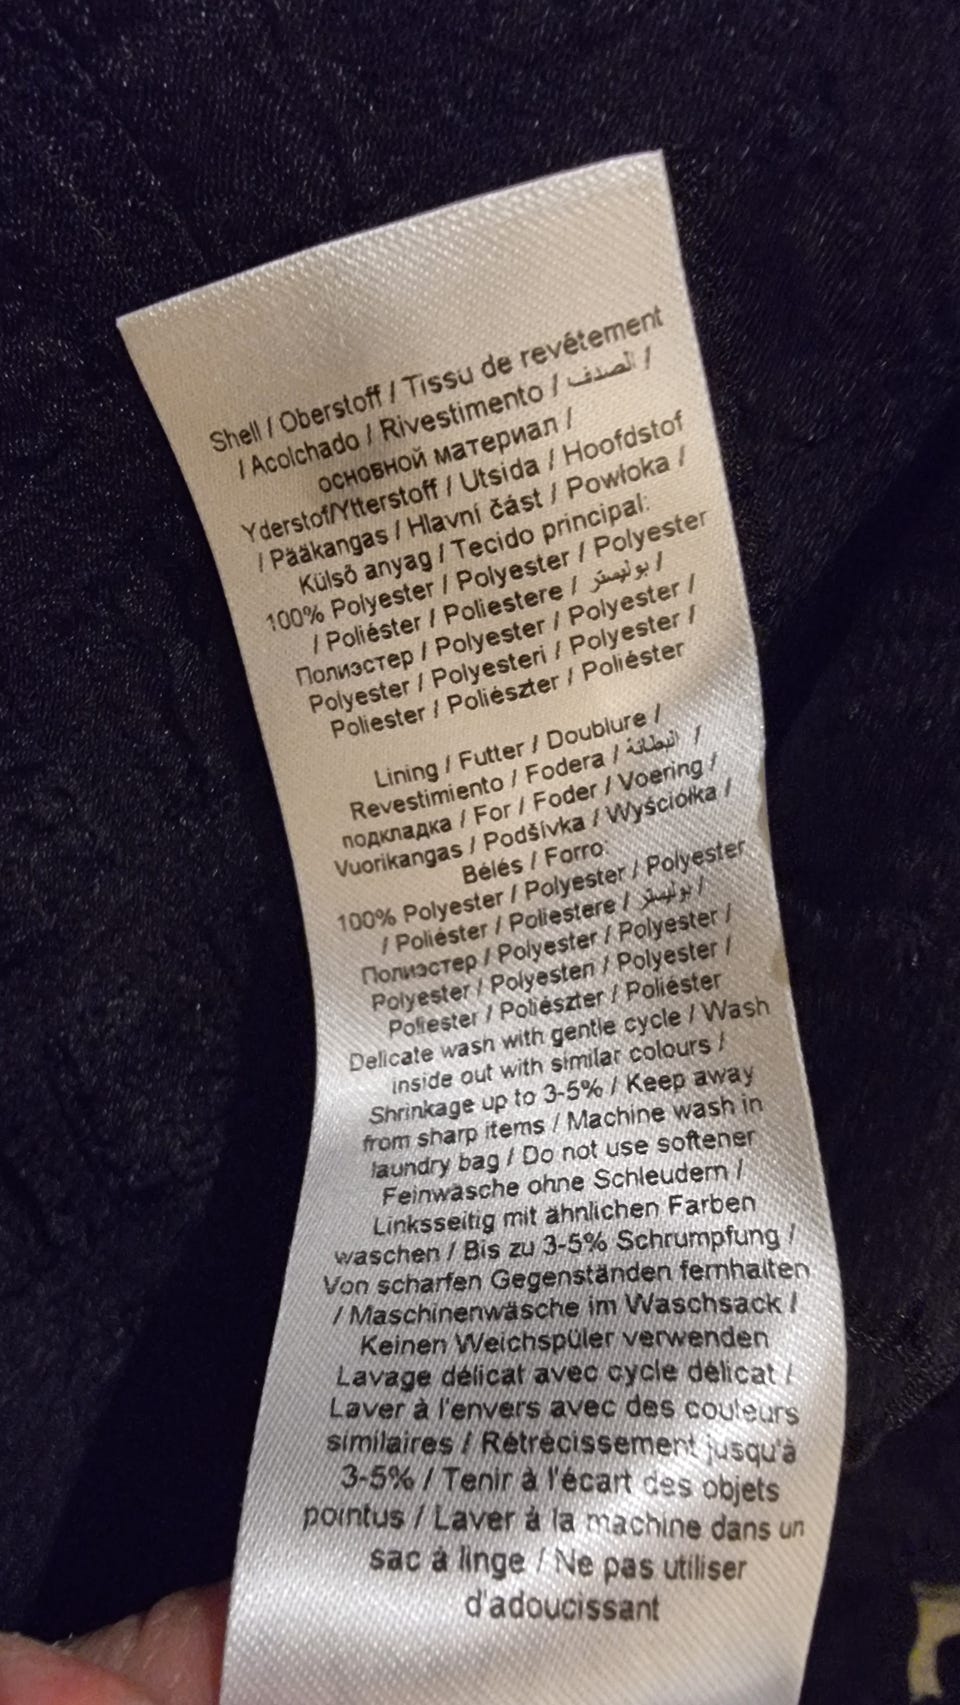 Shell / Oberstoff / Tissu de revêtement
/ Acolchado / Rivestimento / الصدف /
основной материал /
Yderstof/Ytterstoff / Utsida / Hoofdstof
/ Pääkangas / Hlavní část / Powłoka /
Külsö anyag / Tecido principal:
100% Polyester / Polyester / Polyester
/ Poliéster / Poliestere / بوليستر /
Полиэстер / Polyester / Polyester /
Polyester / Polyesteri / Polyester /
Poliester / Poliészter / Poliéster
Lining / Futter / Doublure /
Revestimiento / Fodera / البطانة /
подкладка / For / Foder / Voering /
Vuorikangas / Podšívka / Wyściółka /
Bélés / Forro:
100% Polyester / Polyester / Polyester
/ Poliéster / Poliestere / بوليستر /
Полиэстер / Polyester / Polyester /
Polyester / Polyesteri / Polyester /
Poliester / Poliészter / Poliéster
Delicate wash with gentle cycle / Wash
inside out with similar colours /
Shrinkage up to 3-5% / Keep away
from sharp items / Machine wash in
laundry bag / Do not use softener
Feinwäsche ohne Schleudern /
Linksseitig mit ähnlichen Farben
waschen / Bis zu 3-5% Schrumpfung /
Von scharfen Gegenständen fernhalten
/ Maschinenwäsche im Waschsack /
Keinen Weichspüler verwenden
Lavage délicat avec cycle délicat /
Laver à l'envers avec des couleurs
similaires / Rétrécissement jusqu'à
3-5% / Tenir à l'écart des objets
pointus / Laver à la machine dans un
sac à linge / Ne pas utiliser
d'adoucissant